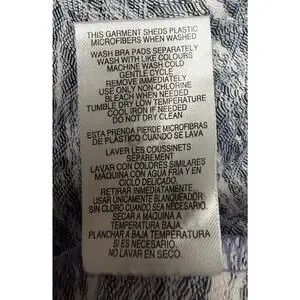 THIS GARMENT SHEDS PLASTIC
MICROFIBERS WHEN WASHED
WASH BRA PADS SEPARATELY
WASH WITH LIKE COLOURS
MACHINE WASH COLD
GENTLE CYCLE
REMOVE IMMEDIATELY
USE ONLY NON-CHLORINE
BLEACH WHEN NEEDED
TUMBLE DRY LOW TEMPERATURE
COOL IRON IF NEEDED
DO NOT DRY CLEAN
ESTA PRENDA PIERDE MICROFIBRAS
DE PLASTICO CUANDO SE LAVA
LAVER LES COUSSINETS
SEPAREMENT
LAVAR CON COLORES SIMILARES
MAQUINA CON AGUA FRIA Y EN
CICLO DELICADO.
RETIRAR INMEDIATAMENTE.
USAR UNICAMENTE BLANQUEADOR
SIN CLORO CUANDO SEA NECESARIO.
SECAR A MAQUINA A
TEMPERATURA BAJA.
PLANCHAR A BAJA TEMPERATURA
SI ES NECESARIO.
NO LAVAR EN SECO.